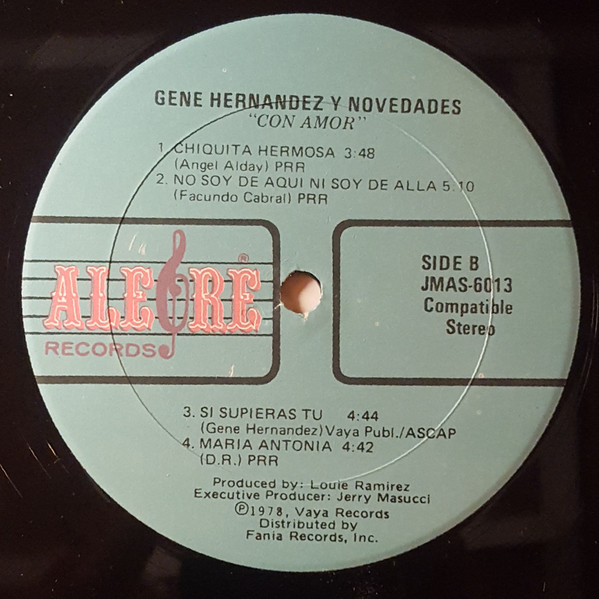 GENE HERNANDEZ Y NOVEDADES
"CON AMOR"
1. CHIQUITA HERMOSA 3:48
(Angel Alday) PRR
2. NO SOY DE AQUI NI SOY DE ALLA 5:10
(Facundo Cabral) PRR
ALEGRE®
RECORDS
SIDE B
JMAS-6013
Compatible
Stereo
3. SI SUPIERAS TU 4:44
(Gene Hernandez) Vaya Publ./ASCAP
4. MARIA ANTONIA 4:42
(D.R.) PRR
Produced by: Louie Ramirez
Executive Producer: Jerry Masucci
℗1978, Vaya Records
Distributed by
Fania Records, Inc.